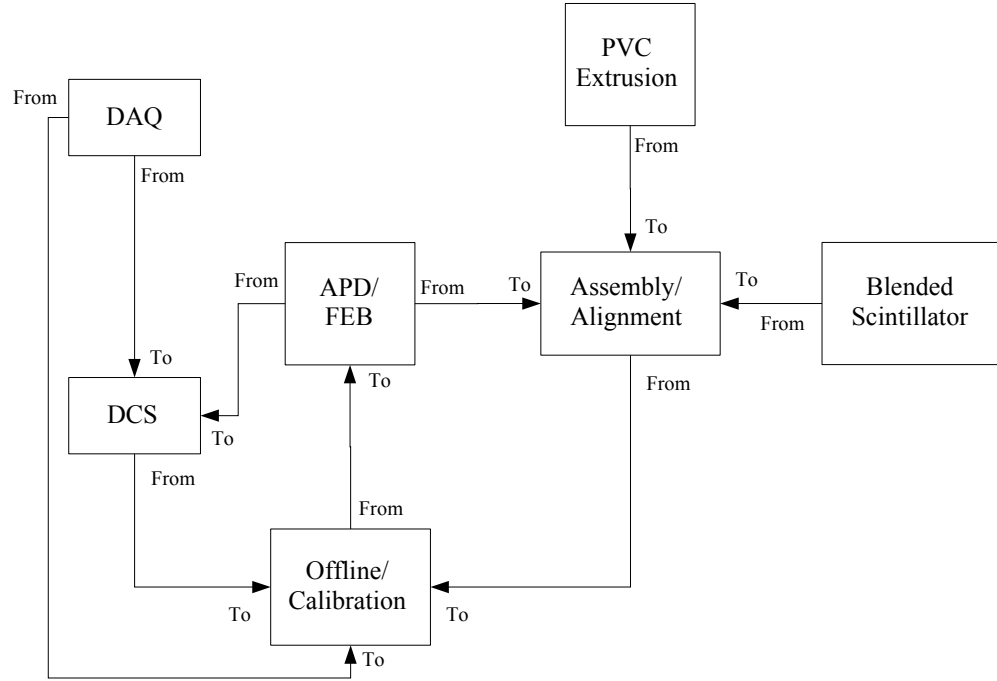 PVC
Extrusion
From
DAQ
From
From
To
To
From
APD/
FEB
From
To
Assembly/
Alignment
To
From
Blended
Scintillator
To
To
From
DCS
To
From
From
Offline/
Calibration
To
To
To